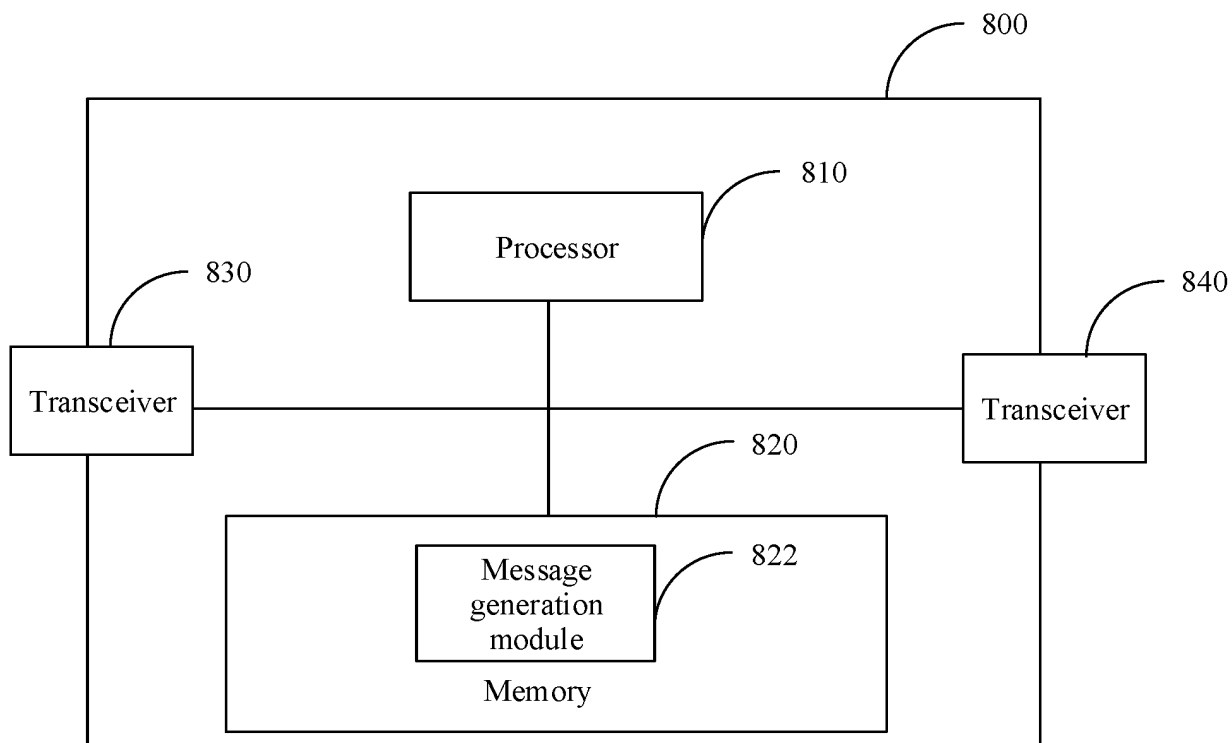 800
810
Processor
830
840
Transceiver
Transceiver
820
822
Message
generation
module
Memory